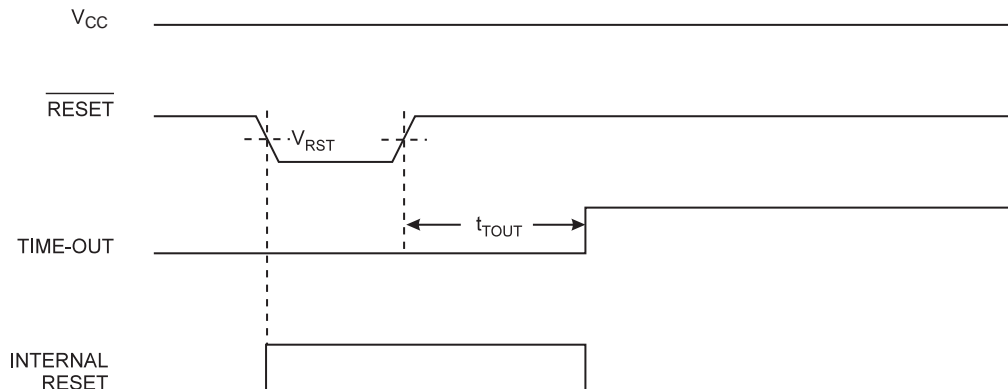 VCC
RESET
VRST
tTOUT
TIME-OUT
INTERNAL
RESET